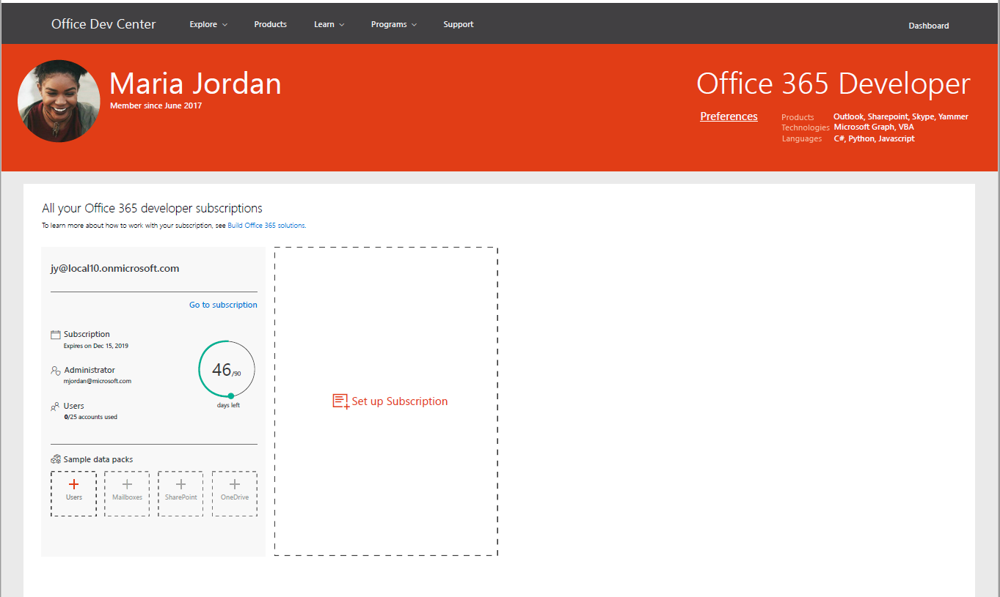 Office Dev Center Explore Products Learn Programs Support Dashboard
Maria Jordan
Member since June 2017
Office 365 Developer
Preferences
Products Outlook, Sharepoint, Skype, Yammer
Technologies Microsoft Graph, VBA
Languages C#, Python, Javascript
All your Office 365 developer subscriptions
To learn more about how to work with your subscription, see Build Office 365 solutions.
jy@local10.onmicrosoft.com
Go to subscription
Subscription
Expires on Dec 15, 2019
Administrator
mjordan@microsoft.com
Users
0/25 accounts used
46/90
days left
Sample data packs
Users Mailboxes SharePoint OneDrive
Set up Subscription